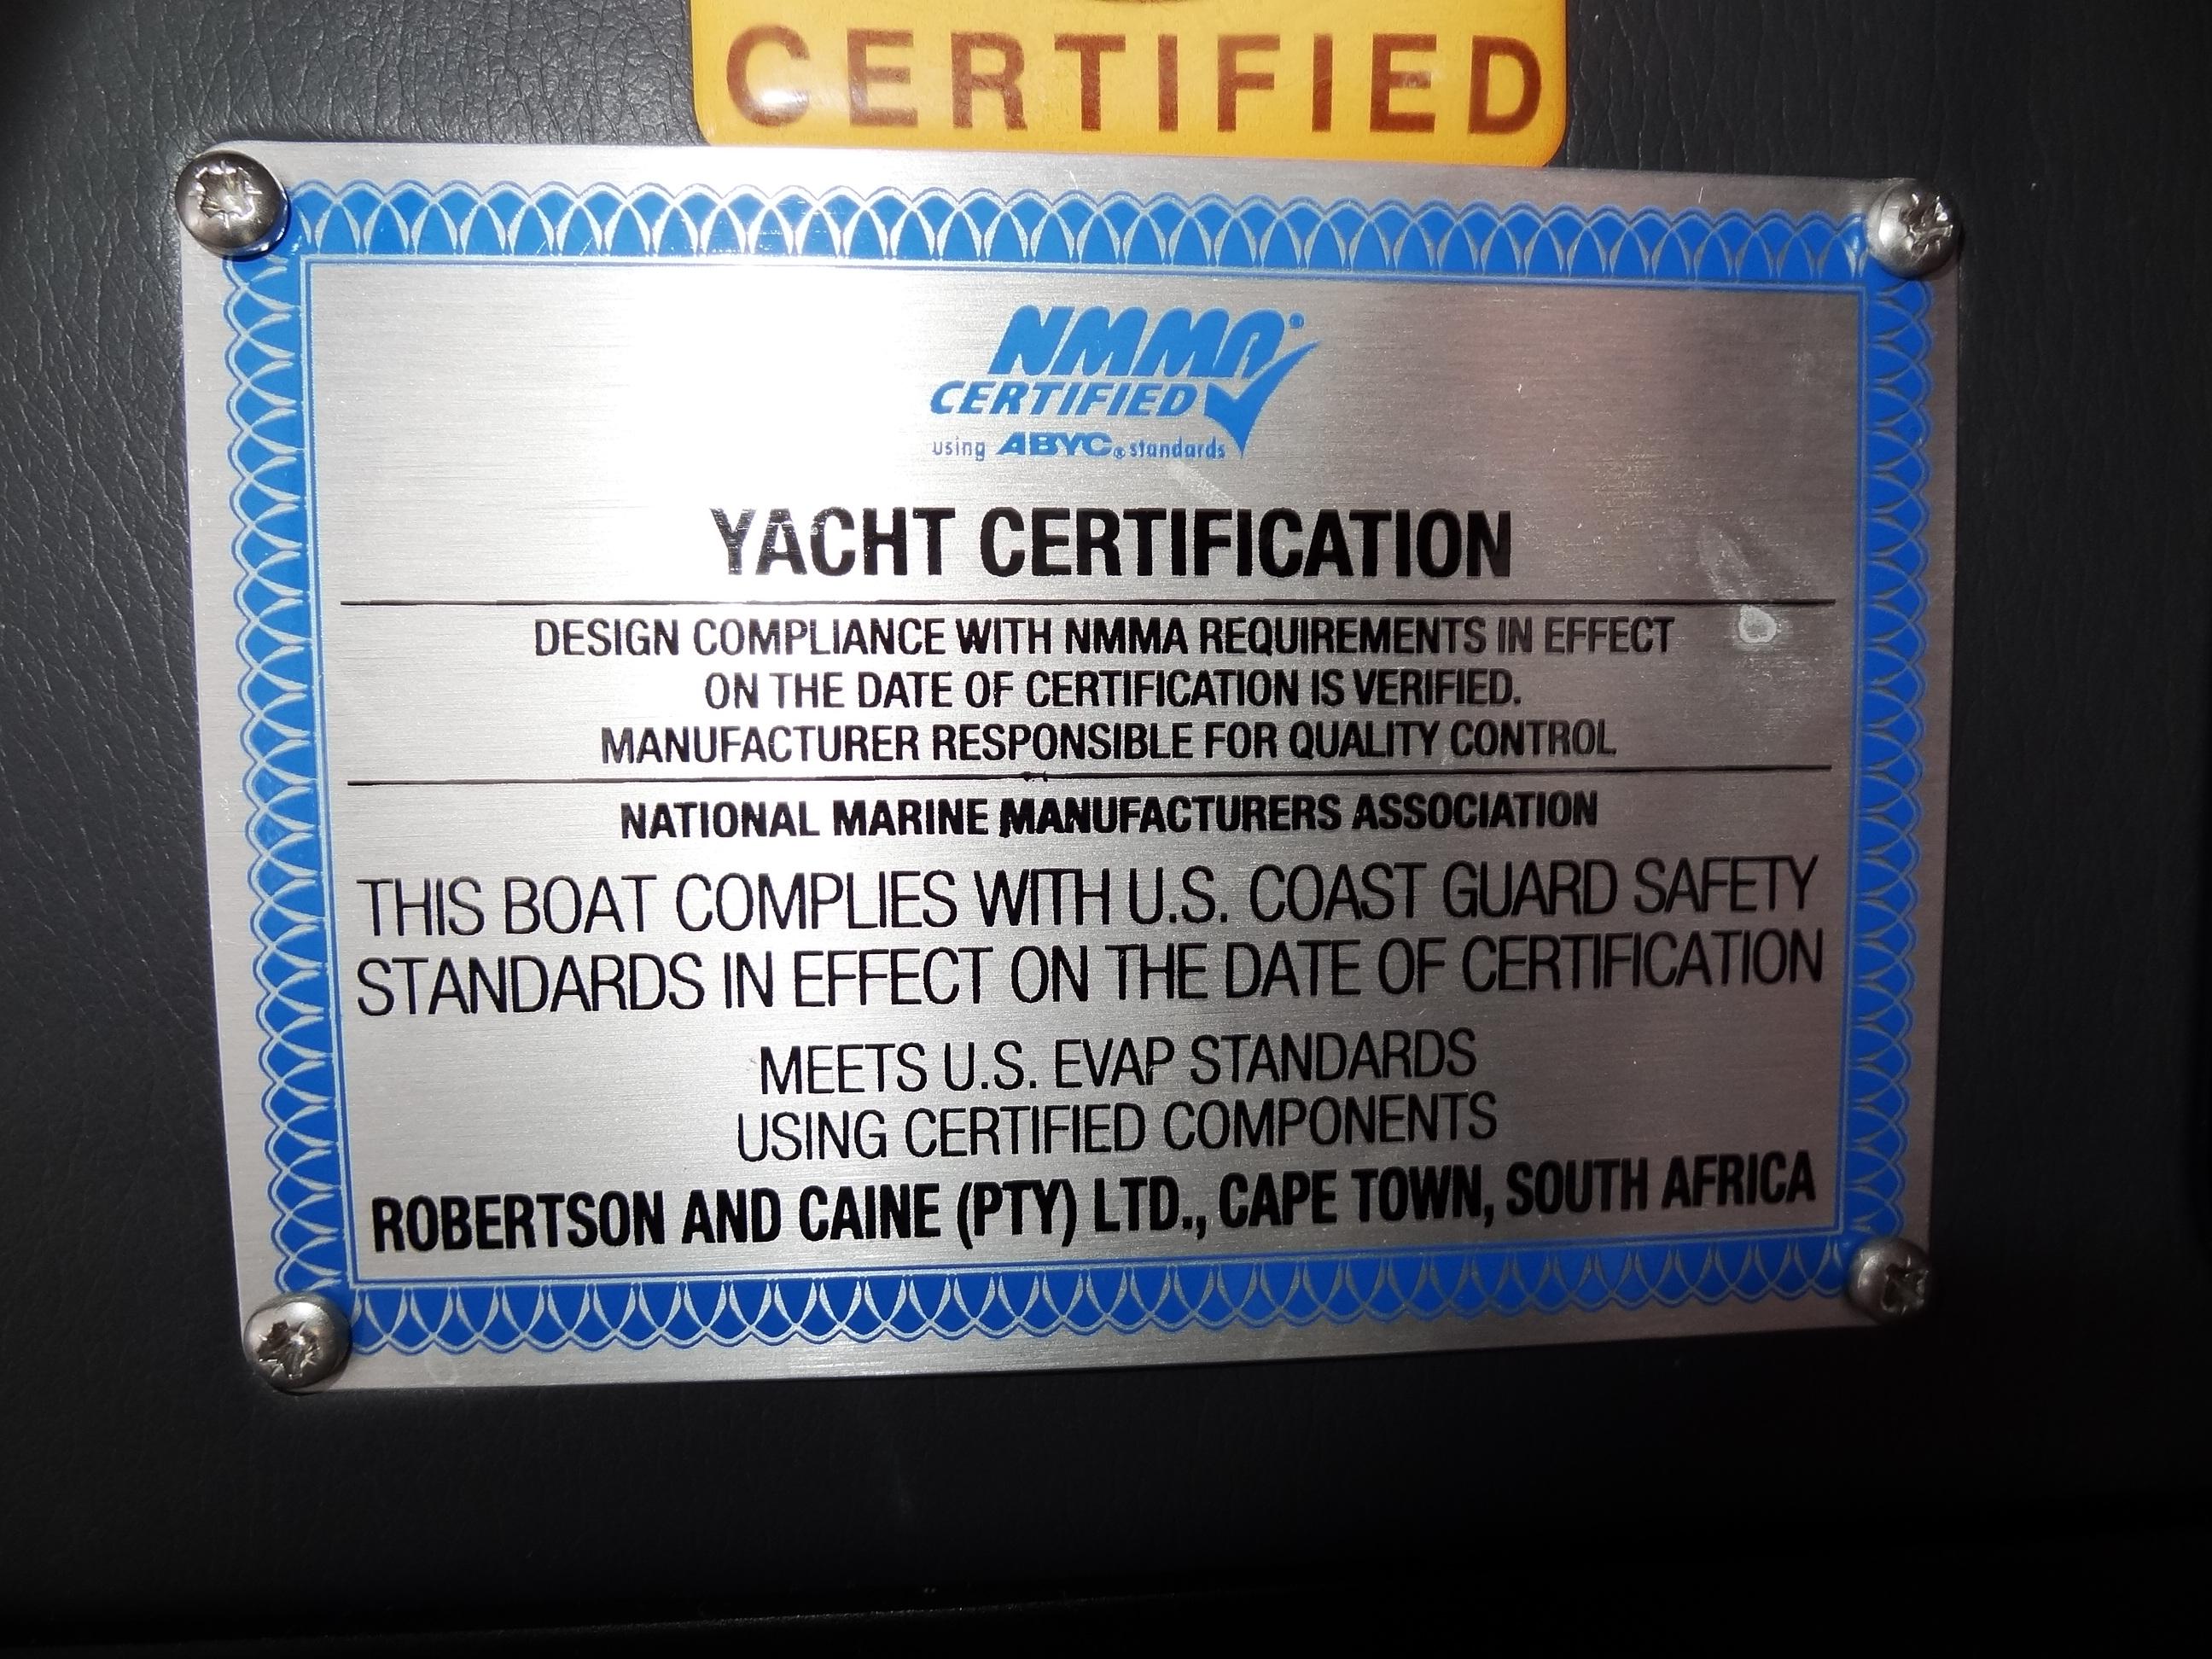 CERTIFIED
NMMA®
CERTIFIED
using ABYC® standards
YACHT CERTIFICATION
DESIGN COMPLIANCE WITH NMMA REQUIREMENTS IN EFFECT
ON THE DATE OF CERTIFICATION IS VERIFIED.
MANUFACTURER RESPONSIBLE FOR QUALITY CONTROL
NATIONAL MARINE MANUFACTURERS ASSOCIATION
THIS BOAT COMPLIES WITH U.S. COAST GUARD SAFETY
STANDARDS IN EFFECT ON THE DATE OF CERTIFICATION
MEETS U.S. EVAP STANDARDS
USING CERTIFIED COMPONENTS
ROBERTSON AND CAINE (PTY) LTD., CAPE TOWN, SOUTH AFRICA